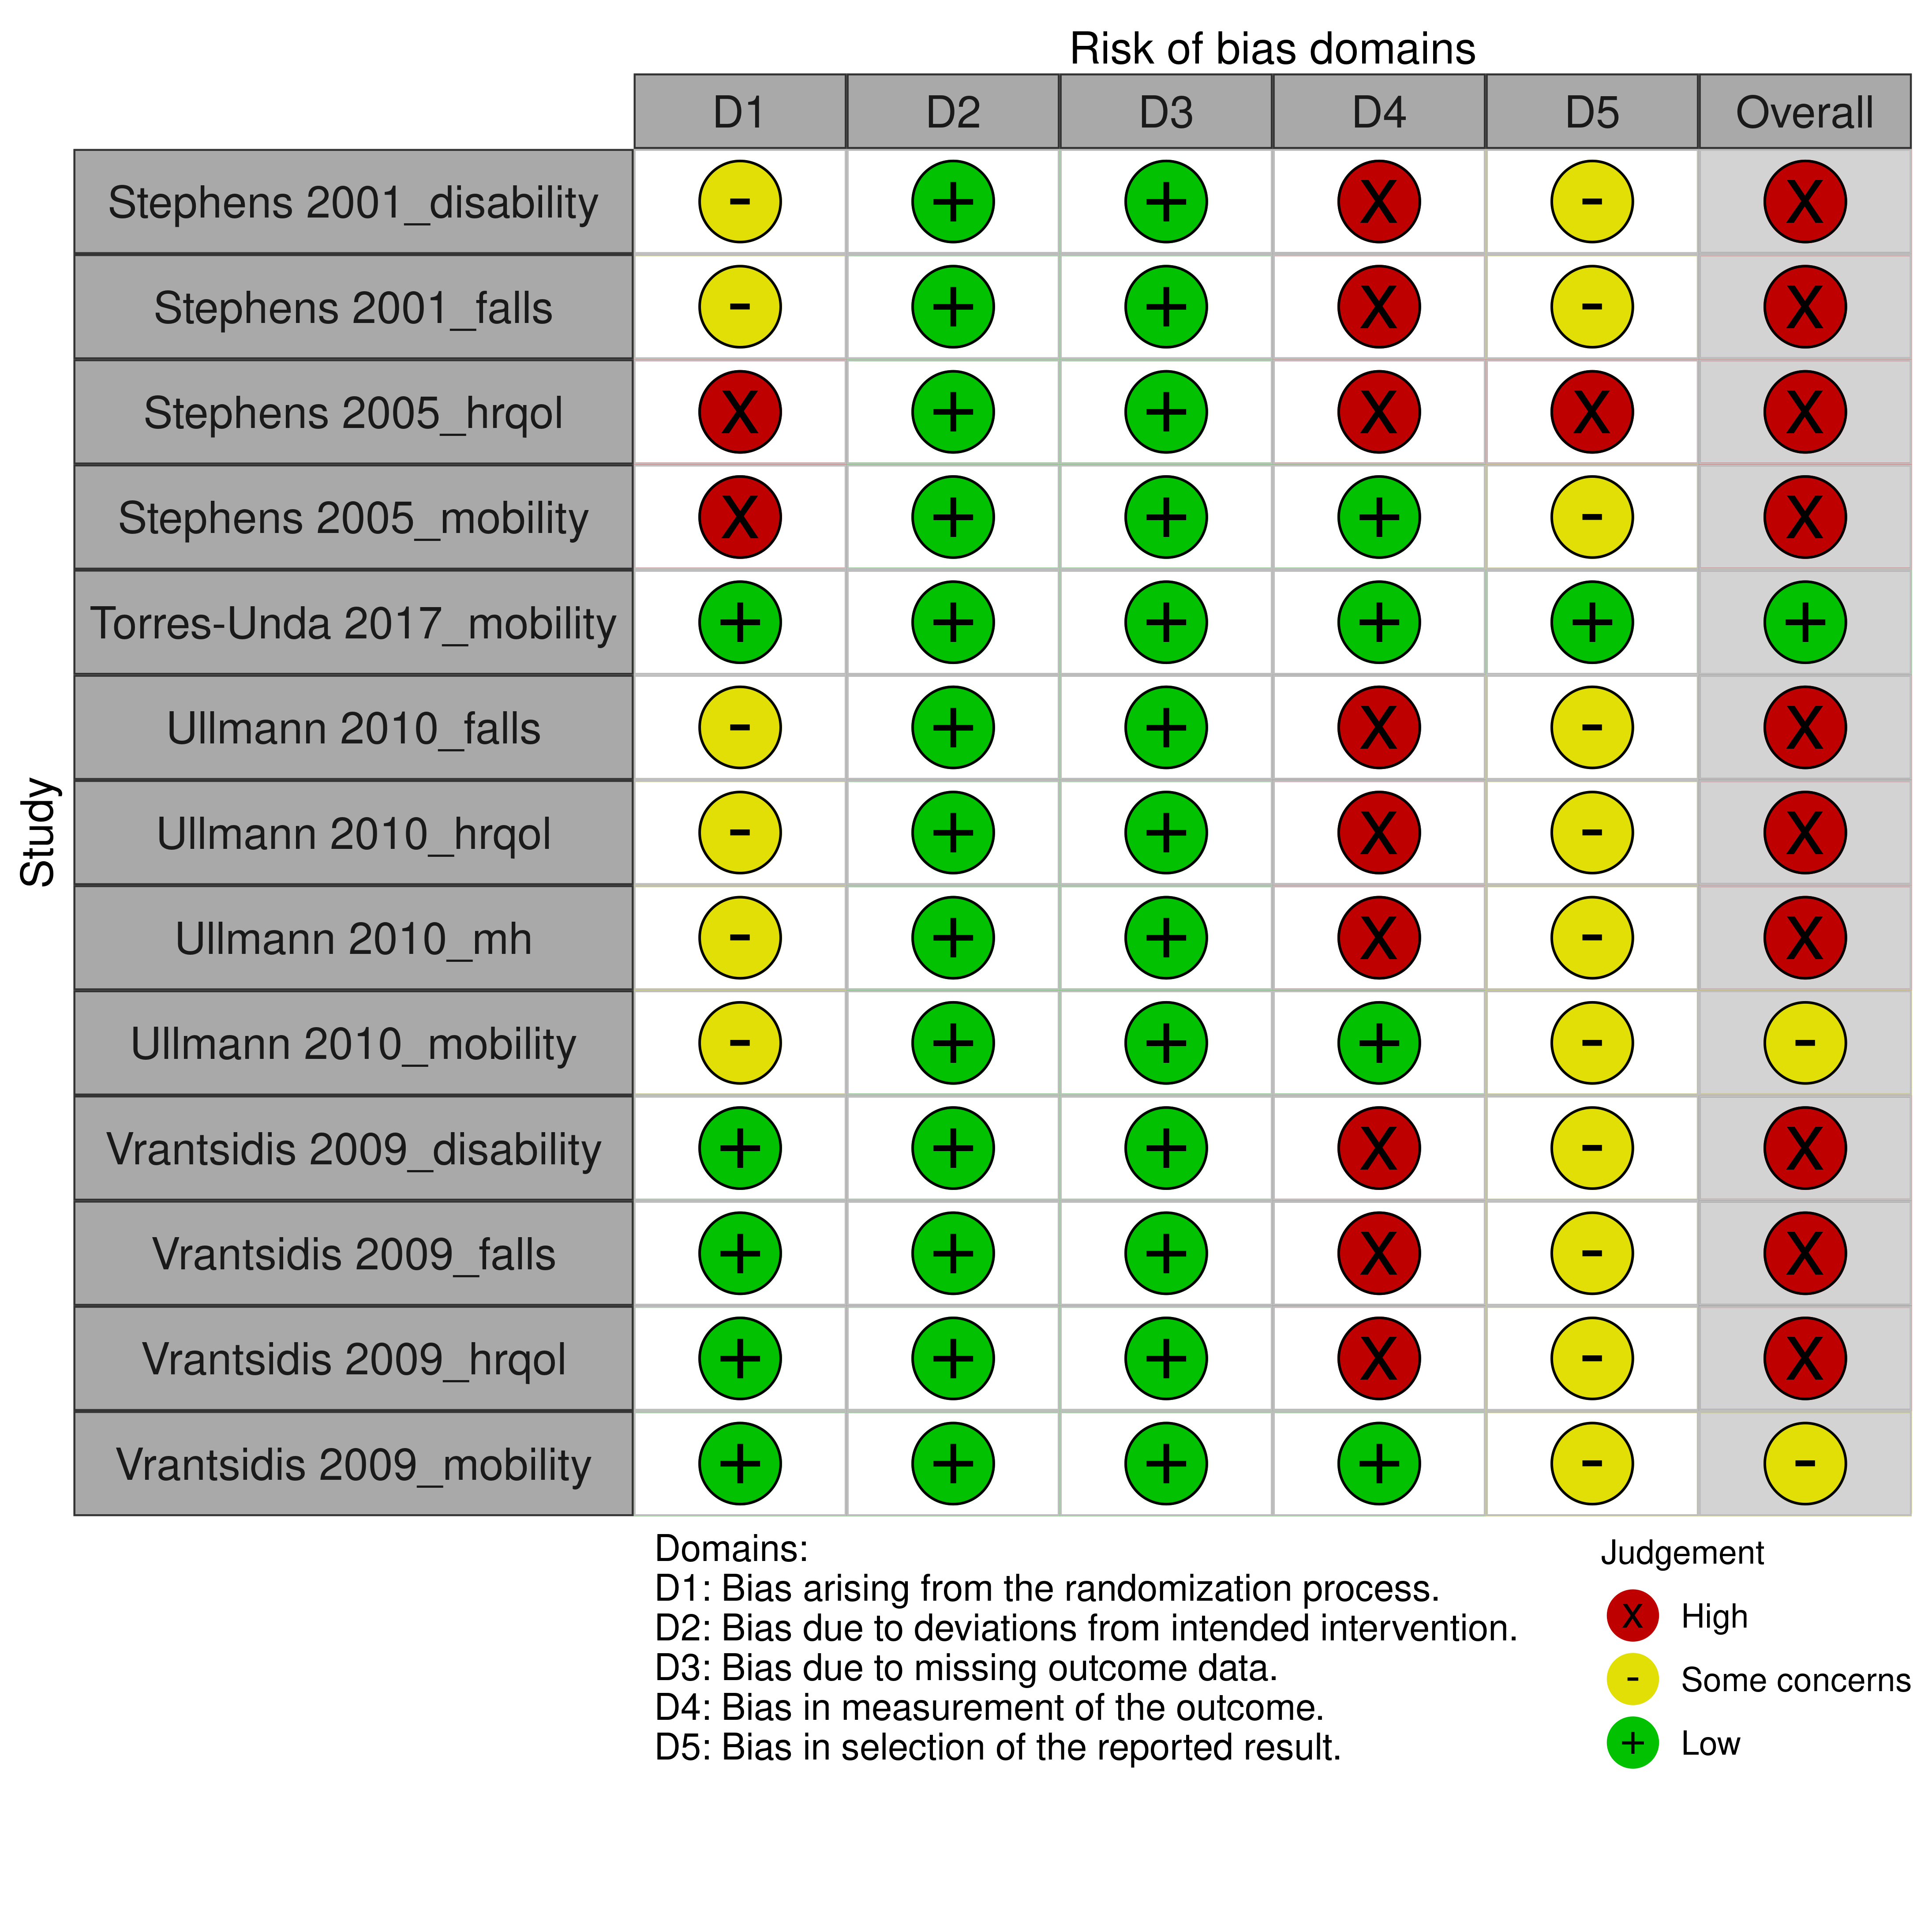 Risk of bias domains
D1 D2 D3 D4 D5 Overall
Study
Stephens 2001_disability - + + X - X
Stephens 2001_falls - + + X - X
Stephens 2005_hrqol X + + X X X
Stephens 2005_mobility X + + + - X
Torres-Unda 2017_mobility + + + + + +
Ullmann 2010_falls - + + X - X
Ullmann 2010_hrqol - + + X - X
Ullmann 2010_mh - + + X - X
Ullmann 2010_mobility - + + + - -
Vrantsidis 2009_disability + + + X - X
Vrantsidis 2009_falls + + + X - X
Vrantsidis 2009_hrqol + + + X - X
Vrantsidis 2009_mobility + + + + - -
Domains:
D1: Bias arising from the randomization process.
D2: Bias due to deviations from intended intervention.
D3: Bias due to missing outcome data.
D4: Bias in measurement of the outcome.
D5: Bias in selection of the reported result.
Judgement
X High
- Some concerns
+ Low